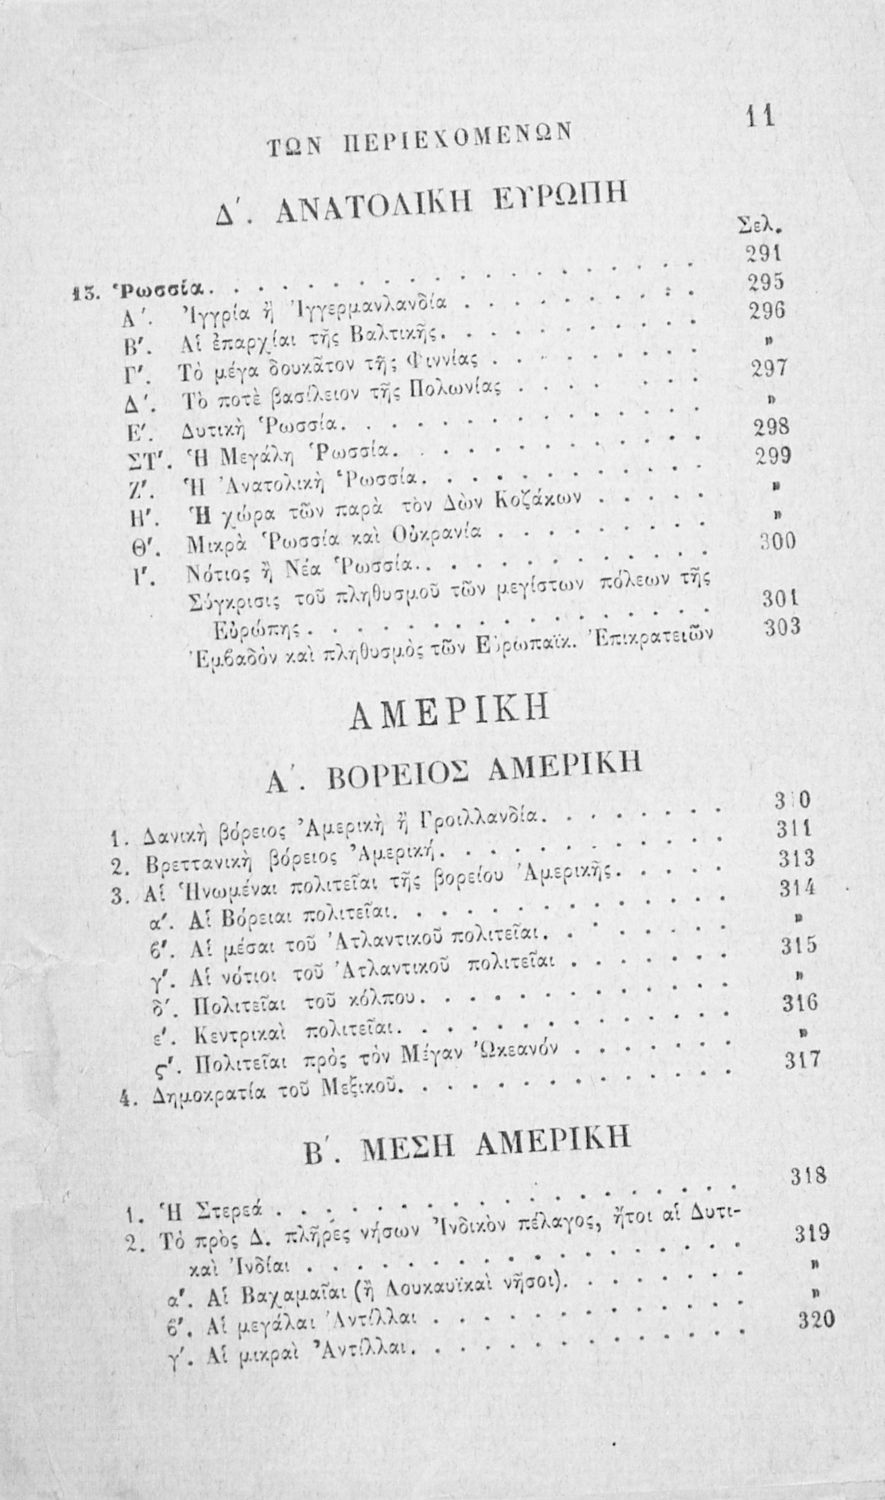 ΤΩΝ ΠΕΡΙΕΧΟΜΕΝΩΝ 11
Δ΄. ΑΝΑΤΟΛΙΚΗ ΕΥΡΩΠΗ
Σελ.
13. Ῥωσσία. . . . . . . . . . . . . . . . . 291
Α΄. Ἰγγρία ἢ Ἰγγερμανλανδία . . . . . . . . 295
Β΄. Αἱ ἐπαρχίαι τῆς Βαλτικῆς. . . . . . . . . 296
Γ΄. Τὸ μέγα δουκᾶτον τῆς Φιννίας . . . . . . . »
Δ΄. Τὸ ποτὲ βασίλειον τῆς Πολωνίας . . . . . . . 297
Ε΄. Δυτικὴ Ῥωσσία. . . . . . . . . . . . . »
ΣΤ΄. Ἡ Μεγάλη Ῥωσσία. . . . . . . . . . . 298
Ζ΄. Ἡ Ἀνατολικὴ Ῥωσσία. . . . . . . . . . 299
Η΄. Ἡ χώρα τῶν παρὰ τὸν Δὼν Κοζάκων . . . . . »
Θ΄. Μικρὰ Ῥωσσία καὶ Οὐκρανία . . . . . . . . »
Ι΄. Νότιος ἢ Νέα Ῥωσσία. . . . . . . . . . . 300
Σύγκρισις τοῦ πληθυσμοῦ τῶν μεγίστων πόλεων τῆς
Εὐρώπης . . . . . . . . . . . . . . . . 301
Ἐμβαδὸν καὶ πληθυσμὸς τῶν Εὐρωπαϊκ. Ἐπικρατειῶν 303
ΑΜΕΡΙΚΗ
Α΄. ΒΟΡΕΙΟΣ ΑΜΕΡΙΚΗ
1. Δανικὴ βόρειος Ἀμερικὴ ἢ Γροιλλανδία. . . . . . . 310
2. Βρεττανικὴ βόρειος Ἀμερική. . . . . . . . . . . 311
3. Αἱ Ἡνωμέναι πολιτεῖαι τῆς βορείου Ἀμερικῆς. . . . . 313
α΄. Αἱ Βόρειαι πολιτεῖαι. . . . . . . . . . . . . 314
β΄. Αἱ μέσαι τοῦ Ἀτλαντικοῦ πολιτεῖαι. . . . . . . »
γ΄. Αἱ νότιοι τοῦ Ἀτλαντικοῦ πολιτεῖαι . . . . . . . 315
δ΄. Πολιτεῖαι τοῦ κόλπου. . . . . . . . . . . . »
ε΄. Κεντρικαὶ πολιτεῖαι. . . . . . . . . . . . . 316
ς΄. Πολιτεῖαι πρὸς τὸν Μέγαν Ὠκεανόν . . . . . . . »
4. Δημοκρατία τοῦ Μεξικοῦ. . . . . . . . . . . . . 317
Β΄. ΜΕΣΗ ΑΜΕΡΙΚΗ
1. Ἡ Στερεά . . . . . . . . . . . . . . . . . . 318
2. Τὸ πρὸς Δ. πλῆρες νήσων Ἰνδικὸν πέλαγος, ἤτοι αἱ Δυτι-
καὶ Ἰνδίαι . . . . . . . . . . . . . . . . . 319
α΄. Αἱ Βαχαμαῖαι (ἢ Λουκαυϊκαὶ νῆσοι). . . . . . . »
β΄. Αἱ μεγάλαι Ἀντίλλαι . . . . . . . . . . . . »
γ΄. Αἱ μικραὶ Ἀντίλλαι. . . . . . . . . . . . . 320